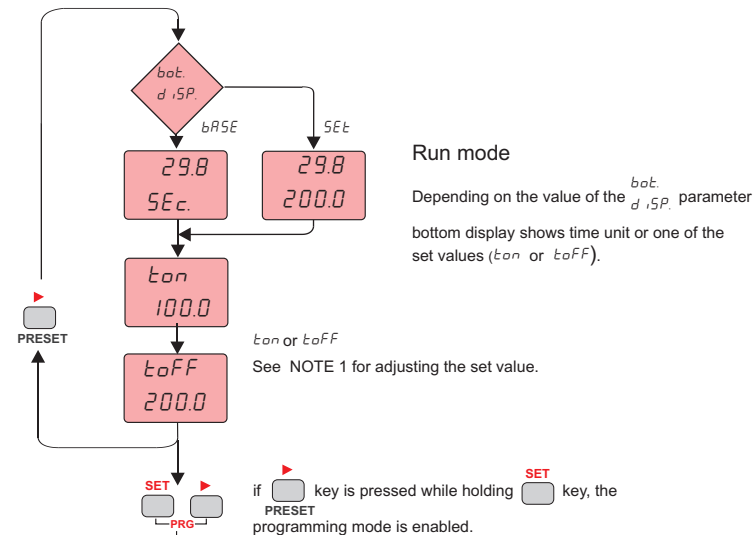 bot.
diSP.
bASE
SEt
29.8
SEc.
29.8
200.0
Run mode
Depending on the value of the bot. diSP. parameter
bottom display shows time unit or one of the
set values (ton or toFF).
ton
100.0
PRESET
ton or toFF
toFF
200.0
See NOTE 1 for adjusting the set value.
SET
PRG
if PRESET key is pressed while holding SET key, the
programming mode is enabled.